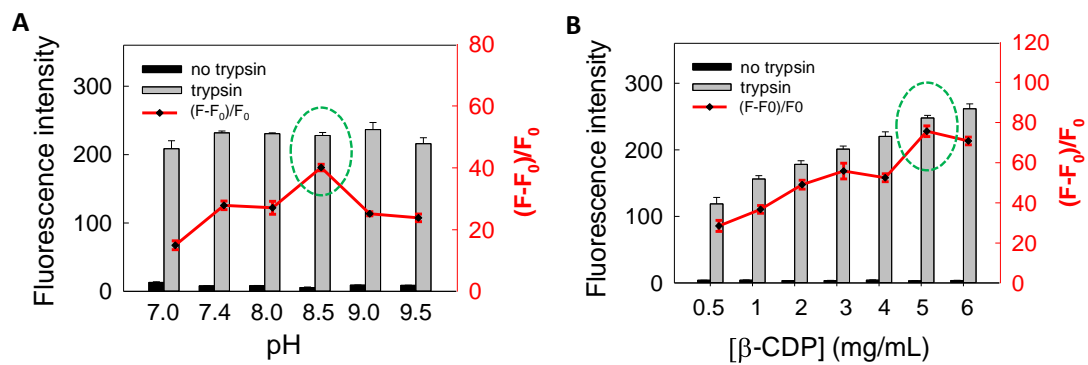 A
Fluorescence intensity
300
200
100
0
no trypsin
trypsin
(F-F0)/F0
80
60
40
20
0
(F-F0)/F0
7.0 7.4 8.0 8.5 9.0 9.5
pH
B
Fluorescence intensity
300
200
100
0
no trypsin
trypsin
(F-F0)/F0
120
100
80
60
40
20
0
(F-F0)/F0
0.5 1 2 3 4 5 6
[β-CDP] (mg/mL)